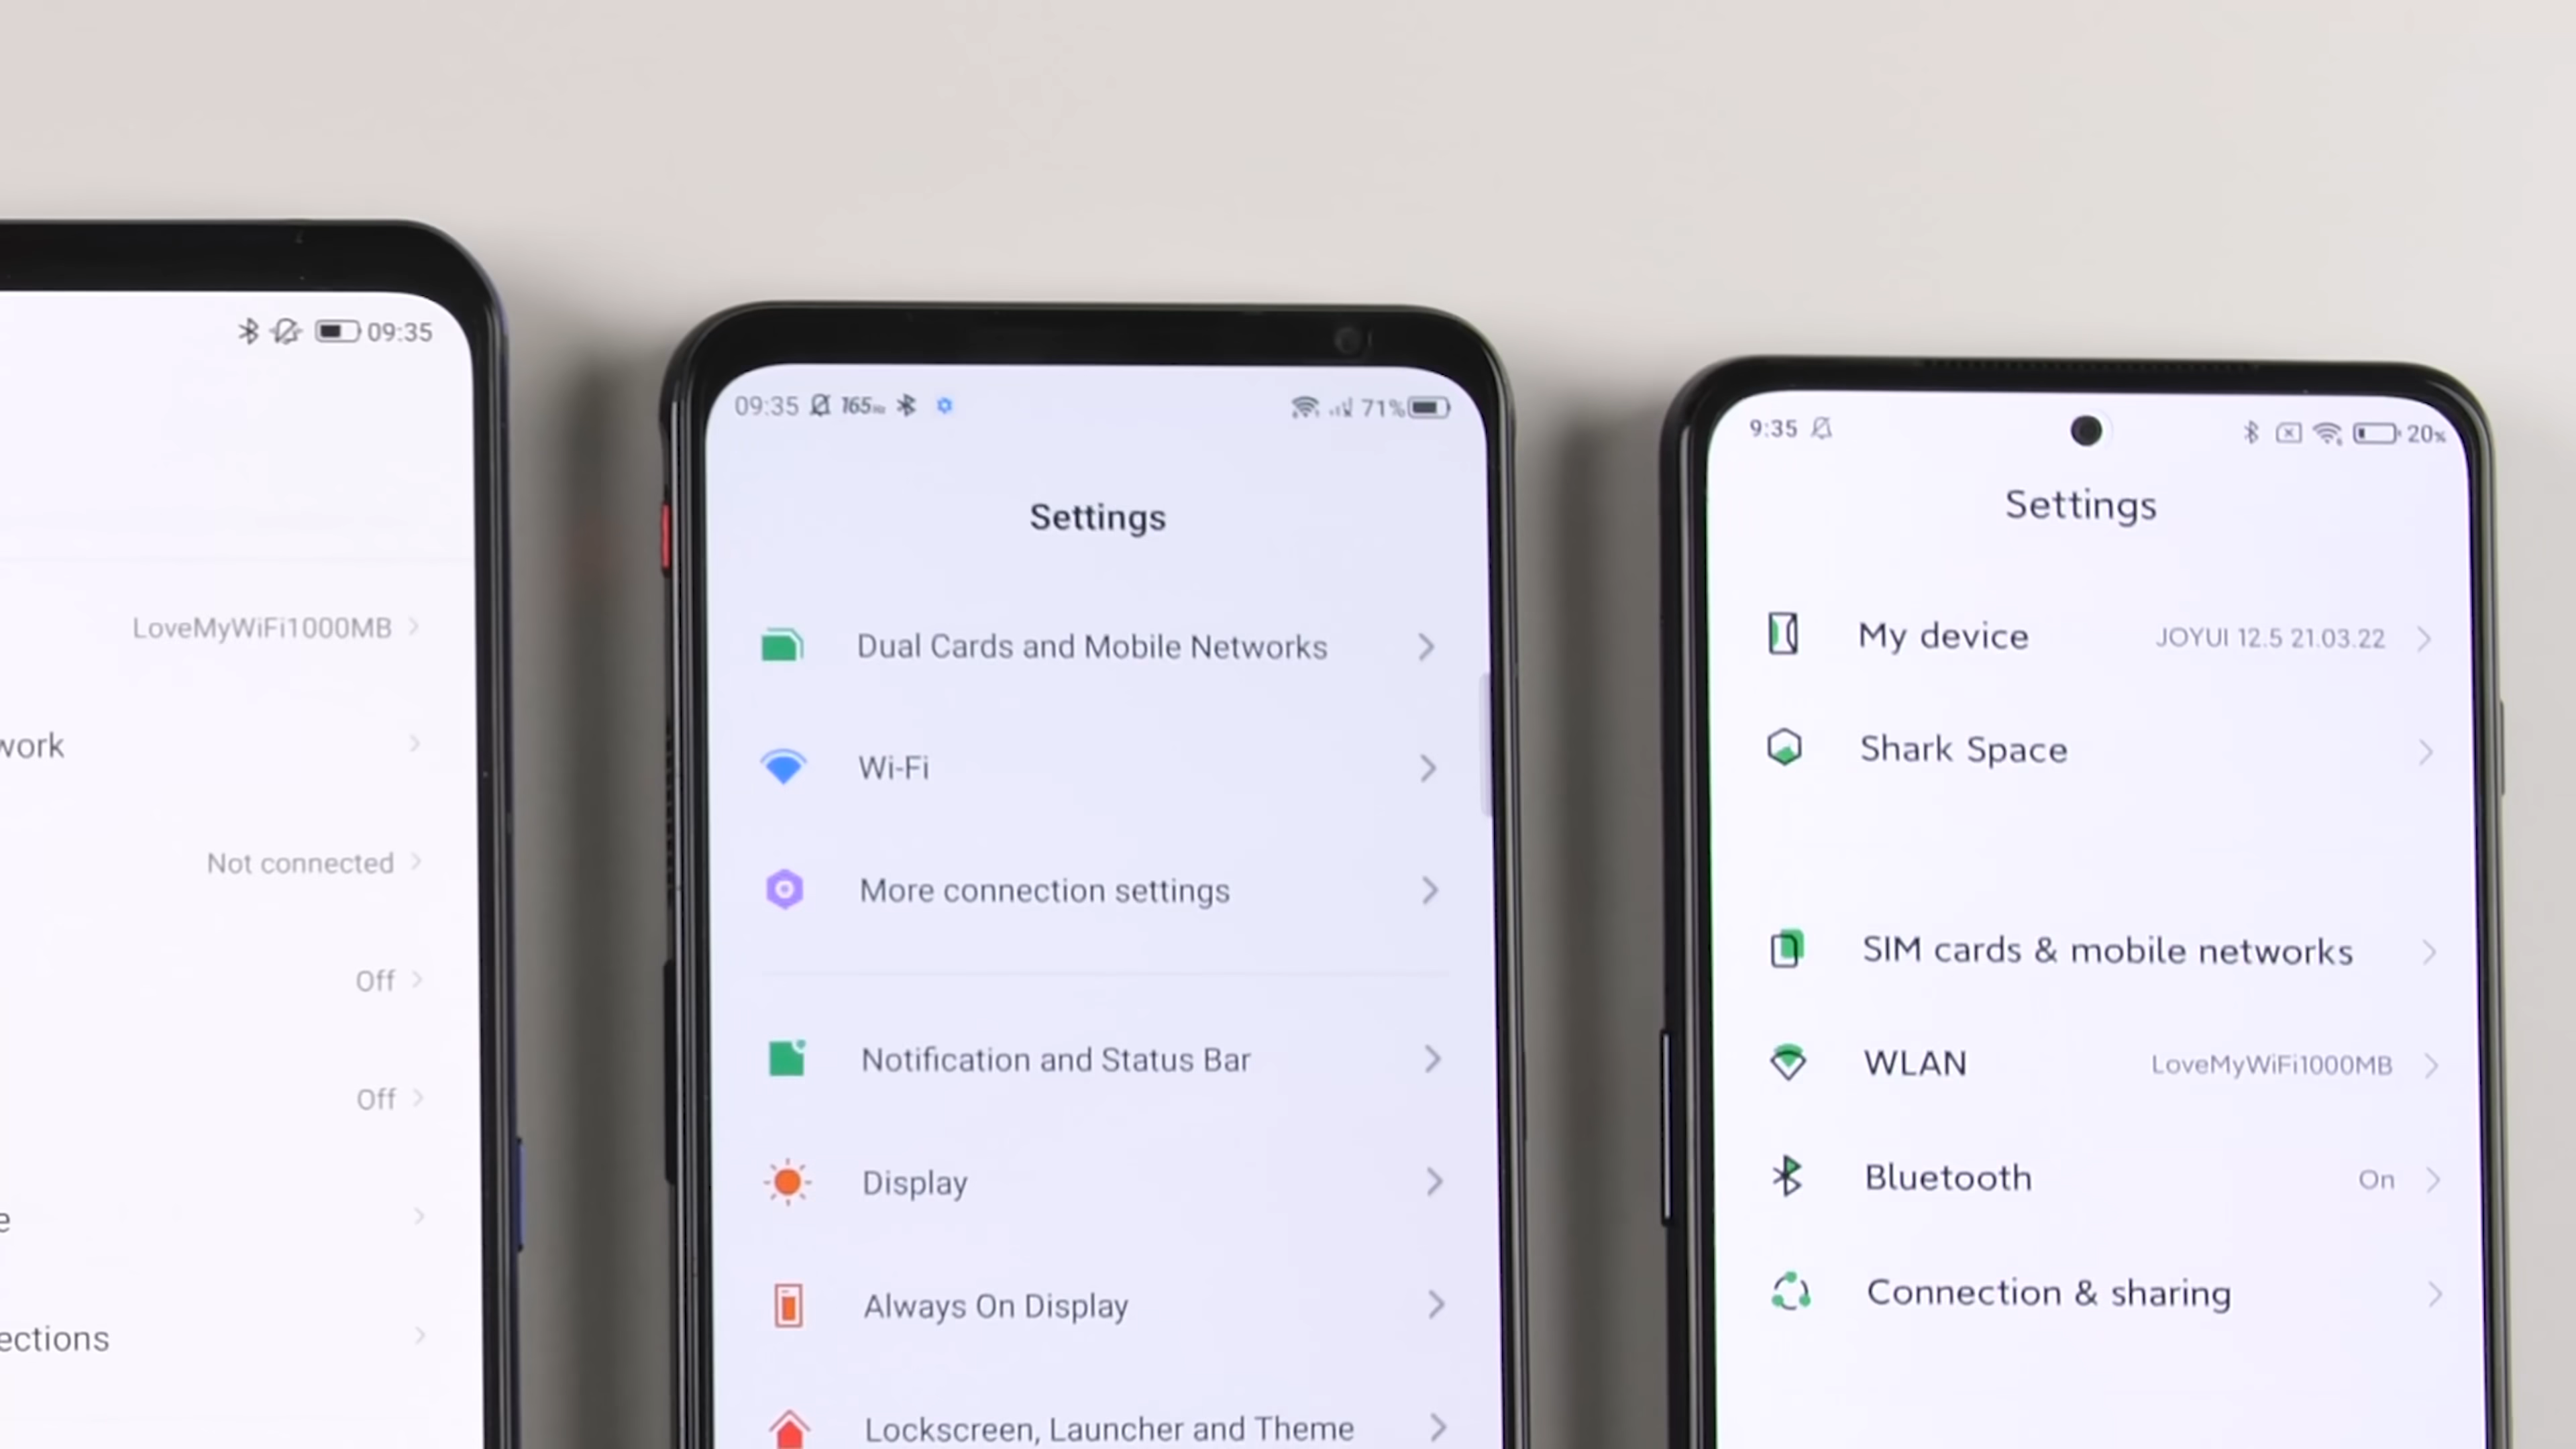 09:35
LoveMyWiFi1000MB
work
Not connected
Off
Off
e
ections
09:35 165Hz 71%
Settings
Dual Cards and Mobile Networks
Wi-Fi
More connection settings
Notification and Status Bar
Display
Always On Display
Lockscreen, Launcher and Theme
9:35 20%
Settings
My device JOYUI 12.5 21.03.22
Shark Space
SIM cards & mobile networks
WLAN LoveMyWiFi1000MB
Bluetooth On
Connection & sharing